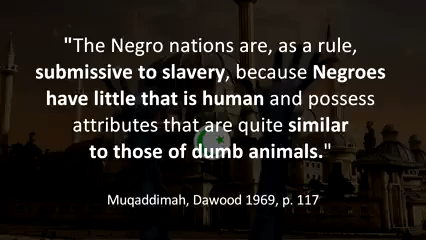 "The Negro nations are, as a rule,
submissive to slavery, because Negroes
have little that is human and possess
attributes that are quite similar
to those of dumb animals."
Muqaddimah, Dawood 1969, p. 117